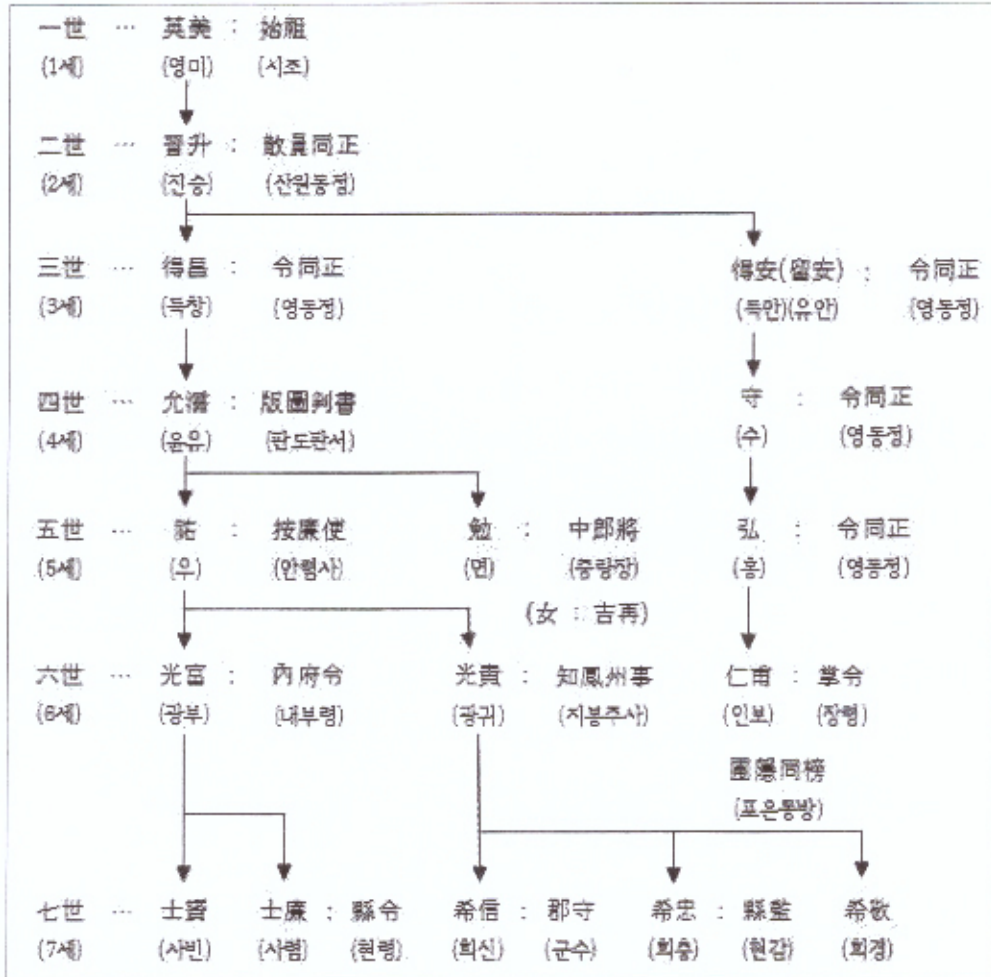 一世 … 英美 : 始祖
(1세) (영미) (시조)
二世 … 晋升 : 散員同正
(2세) (진승) (산원동정)
三世 … 得昌 : 令同正 得安(留安) : 令同正
(3세) (득창) (영동정) (득안)(유안) (영동정)
四世 … 允濡 : 版圖判書 守 : 令同正
(4세) (윤유) (판도판서) (수) (영동정)
五世 … 祐 : 按廉使 勉 : 中郎將 弘 : 令同正
(5세) (우) (안렴사) (면) (중랑장) (홍) (영동정)
(女 : 吉再)
六世 … 光富 : 內府令 光貴 : 知鳳州事 仁甫 : 掌令
(6세) (광부) (내부령) (광귀) (지봉주사) (인보) (장령)
圃隱同榜
(포은동방)
七世 … 士賓 士廉 : 縣令 希信 : 郡守 希忠 : 縣監 希敬
(7세) (사빈) (사렴) (현령) (희신) (군수) (희충) (현감) (희경)